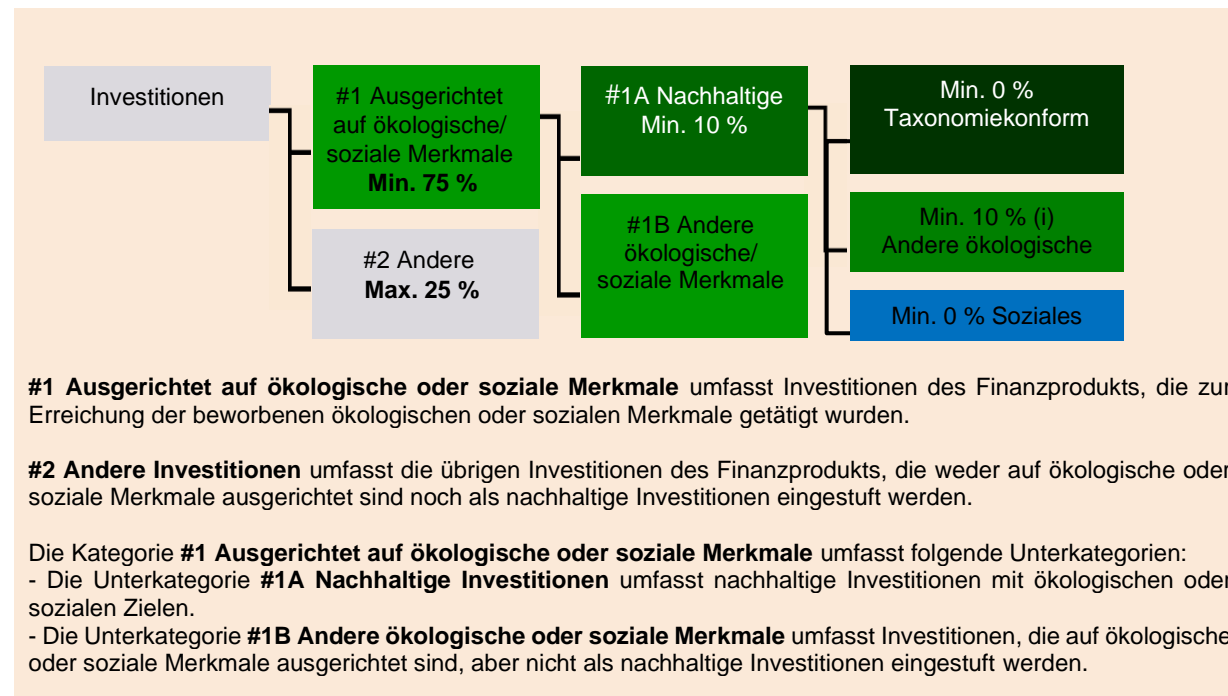 Investitionen
#1 Ausgerichtet
auf ökologische/
soziale Merkmale
Min. 75 %
#2 Andere
Max. 25 %
#1A Nachhaltige
Min. 10 %
#1B Andere
ökologische/
soziale Merkmale
Min. 0 %
Taxonomiekonform
Min. 10 % (i)
Andere ökologische
Min. 0 % Soziales
#1 Ausgerichtet auf ökologische oder soziale Merkmale umfasst Investitionen des Finanzprodukts, die zur
Erreichung der beworbenen ökologischen oder sozialen Merkmale getätigt wurden.
#2 Andere Investitionen umfasst die übrigen Investitionen des Finanzprodukts, die weder auf ökologische oder
soziale Merkmale ausgerichtet sind noch als nachhaltige Investitionen eingestuft werden.
Die Kategorie #1 Ausgerichtet auf ökologische oder soziale Merkmale umfasst folgende Unterkategorien:
- Die Unterkategorie #1A Nachhaltige Investitionen umfasst nachhaltige Investitionen mit ökologischen oder
sozialen Zielen.
- Die Unterkategorie #1B Andere ökologische oder soziale Merkmale umfasst Investitionen, die auf ökologische
oder soziale Merkmale ausgerichtet sind, aber nicht als nachhaltige Investitionen eingestuft werden.